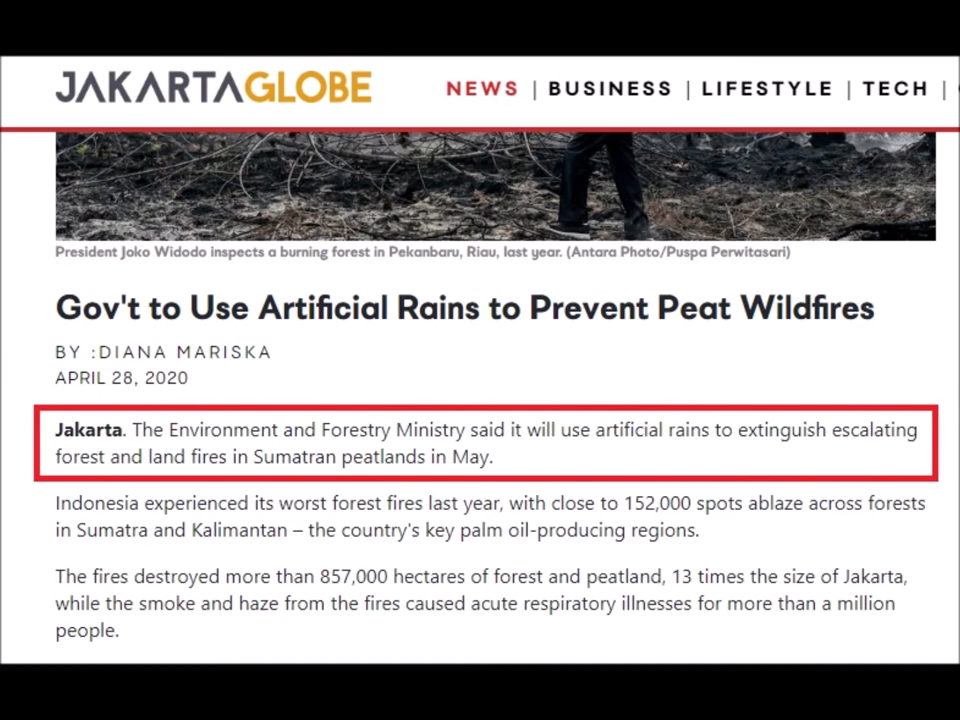 JAKARTAGLOBE
NEWS | BUSINESS | LIFESTYLE | TECH |
President Joko Widodo inspects a burning forest in Pekanbaru, Riau, last year. (Antara Photo/Puspa Perwitasari)
Gov't to Use Artificial Rains to Prevent Peat Wildfires
BY :DIANA MARISKA
APRIL 28, 2020
Jakarta. The Environment and Forestry Ministry said it will use artificial rains to extinguish escalating
forest and land fires in Sumatran peatlands in May.
Indonesia experienced its worst forest fires last year, with close to 152,000 spots ablaze across forests
in Sumatra and Kalimantan – the country's key palm oil-producing regions.
The fires destroyed more than 857,000 hectares of forest and peatland, 13 times the size of Jakarta,
while the smoke and haze from the fires caused acute respiratory illnesses for more than a million
people.